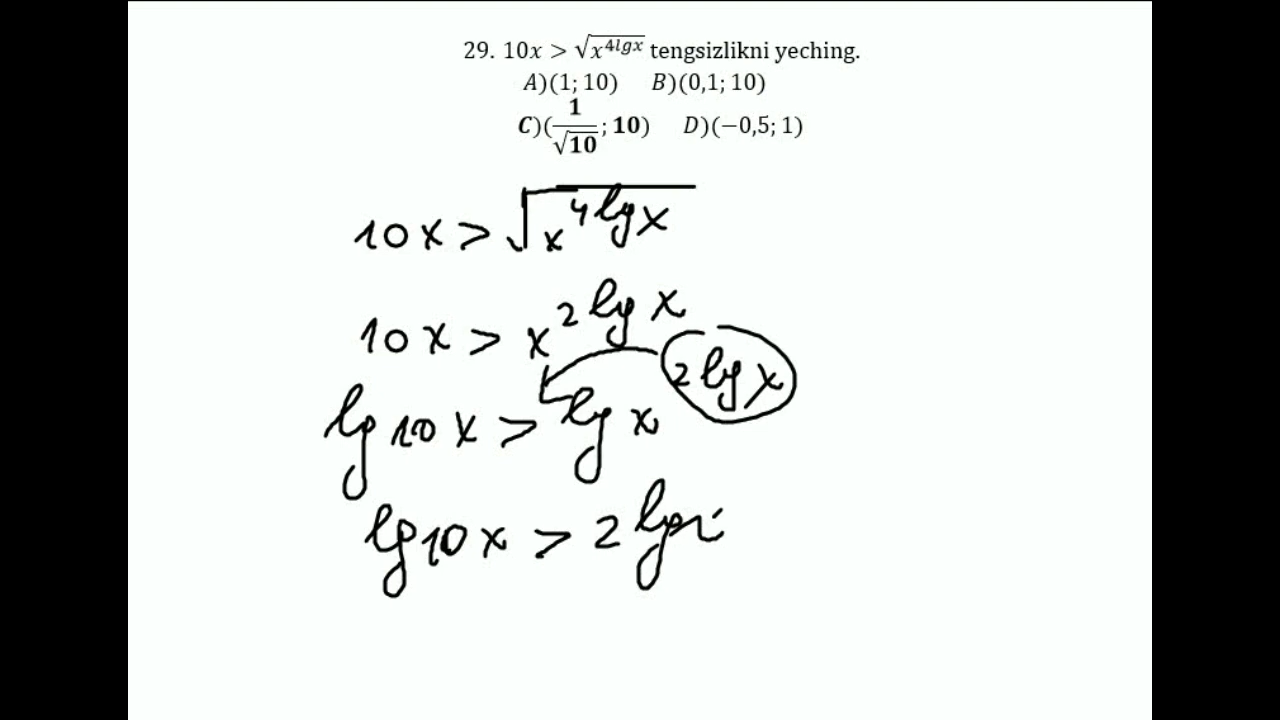 29. 10x > √x^{4lgx} tengsizlikni yeching.
A)(1; 10) B)(0,1; 10)
C)(1/√10; 10) D)(−0,5; 1)
10x > √x^{4lgx}
10x > x^{2lgx}
lg10x > lgx^{2lgx}
lg10x > 2lgx